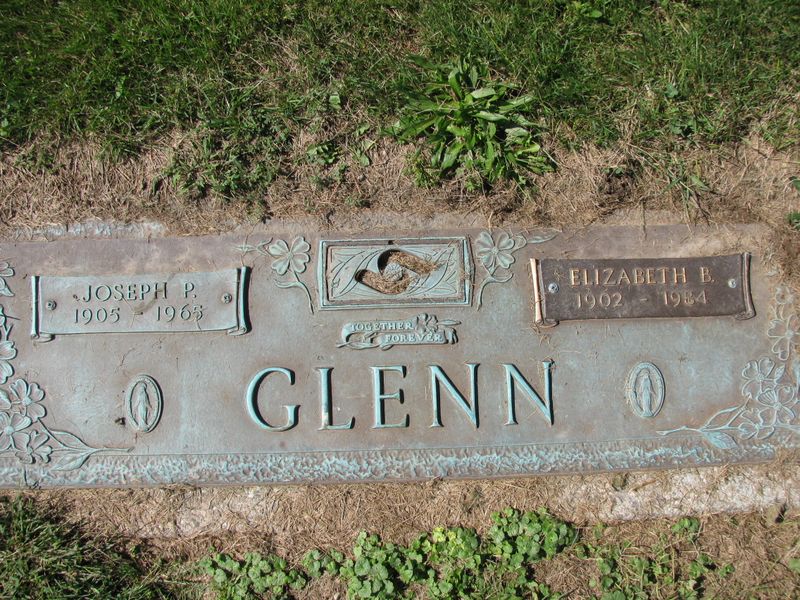 JOSEPH P.
1905 - 1965
TOGETHER
FOREVER
ELIZABETH B.
1902 - 1984
GLENN